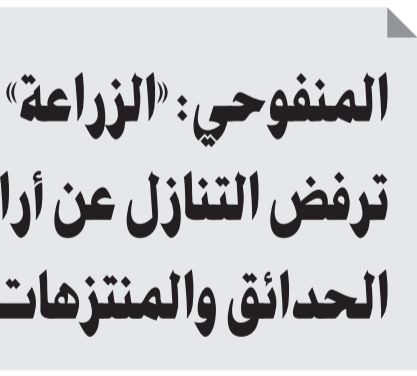 المنفوحي: «الزراعة»
ترفض التنازل عن أرا
الحدائق والمنتزهات